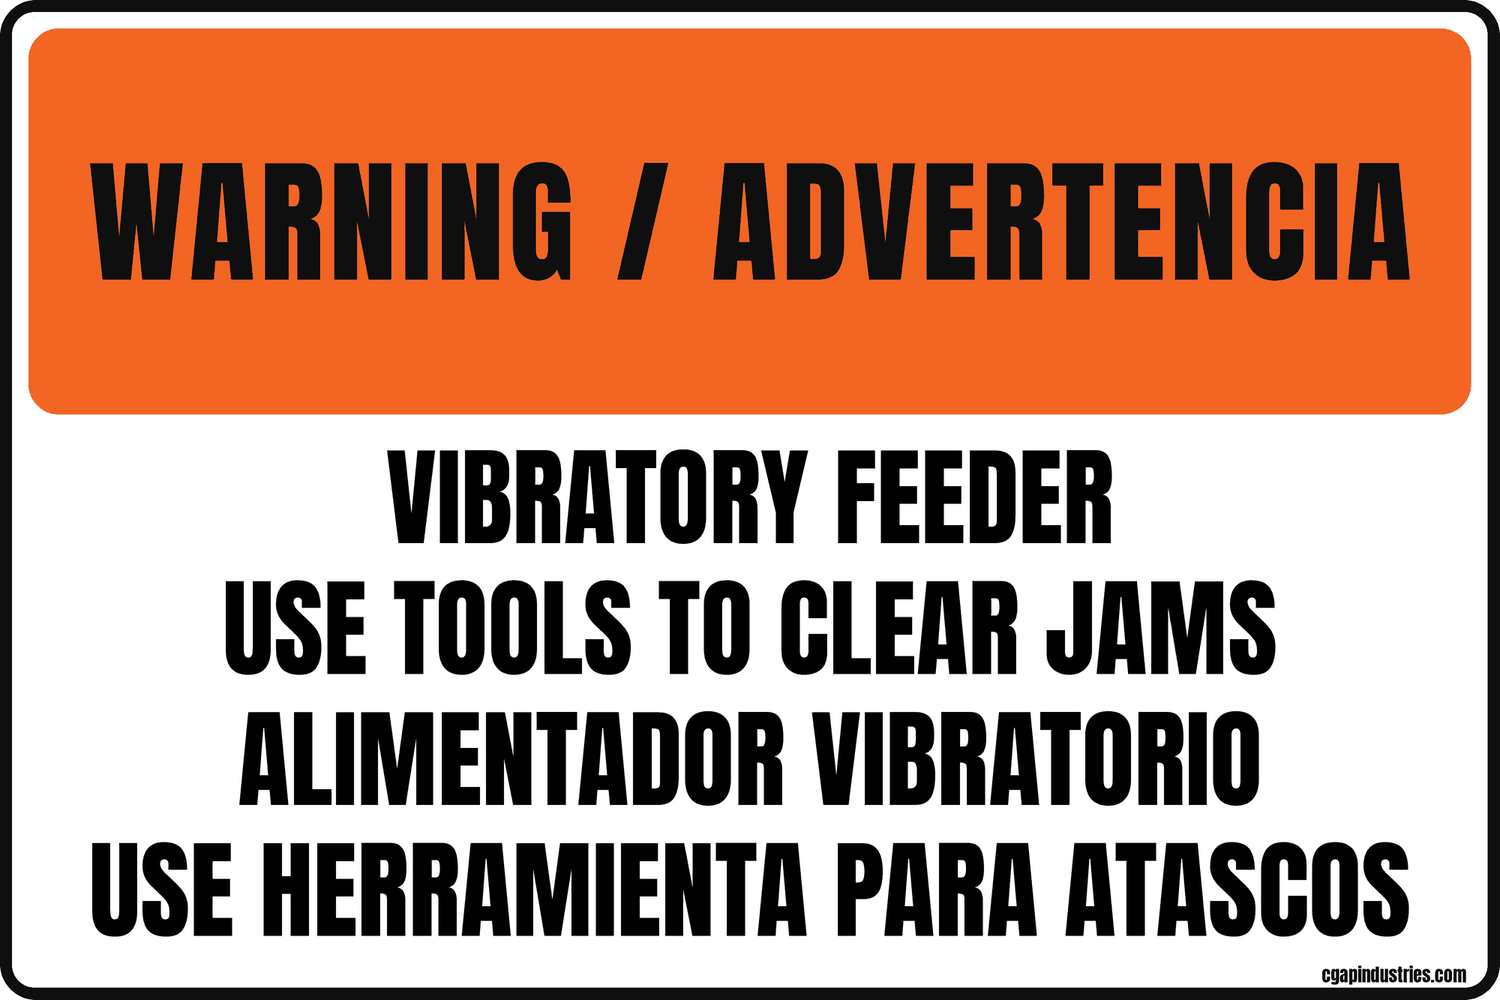 WARNING / ADVERTENCIA
VIBRATORY FEEDER
USE TOOLS TO CLEAR JAMS
ALIMENTADOR VIBRATORIO
USE HERRAMIENTA PARA ATASCOS
cgapindustries.com